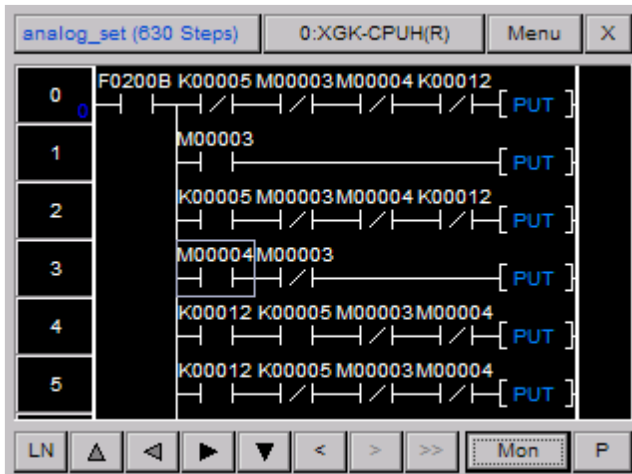 analog_set (630 Steps) 0:XGK-CPUH(R) Menu X
F0200B K00005 M00003 M00004 K00012
0 0 PUT
M00003
1 PUT
K00005 M00003 M00004 K00012
2 PUT
M00004 M00003
3 PUT
K00012 K00005 M00003 M00004
4 PUT
K00012 K00005 M00003 M00004
5 PUT
LN < > >> Mon P